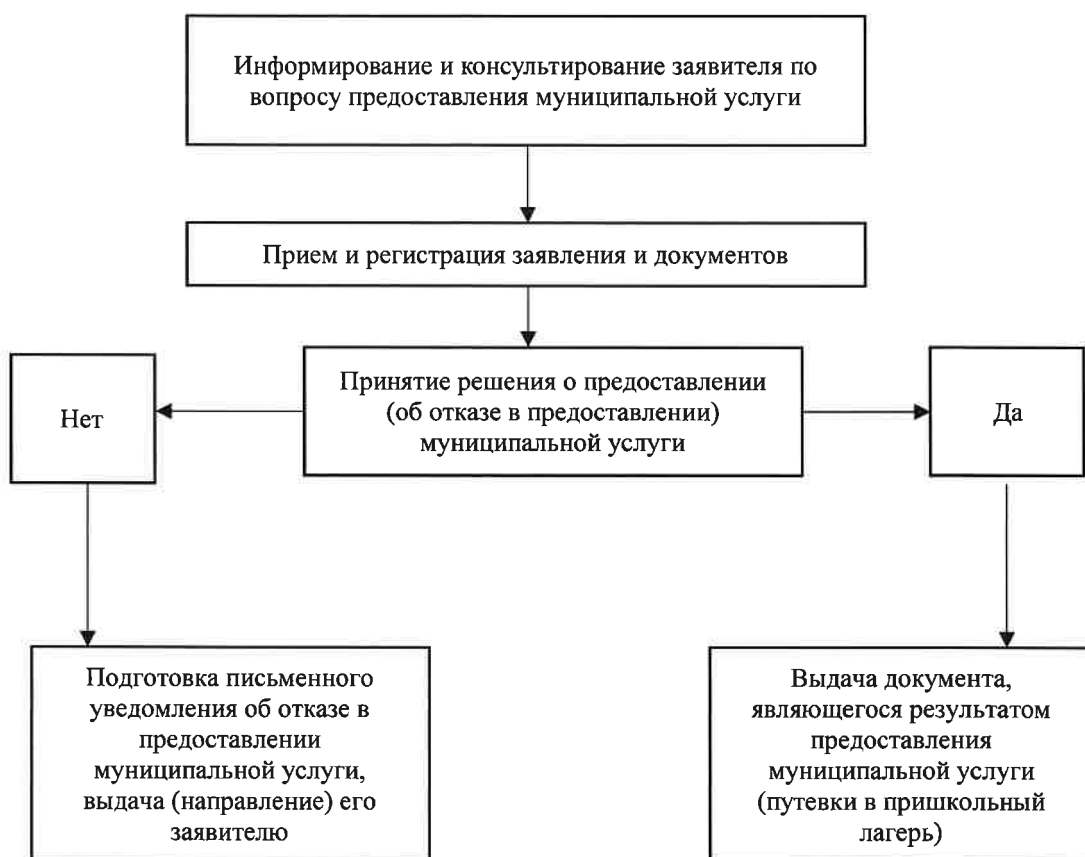 Информирование и консультирование заявителя по
вопросу предоставления муниципальной услуги
Прием и регистрация заявления и документов
Нет
Принятие решения о предоставлении
(об отказе в предоставлении)
муниципальной услуги
Да
Подготовка письменного
уведомления об отказе в
предоставлении
муниципальной услуги,
выдача (направление) его
заявителю
Выдача документа,
являющегося результатом
предоставления
муниципальной услуги
(путевки в пришкольный
лагерь)